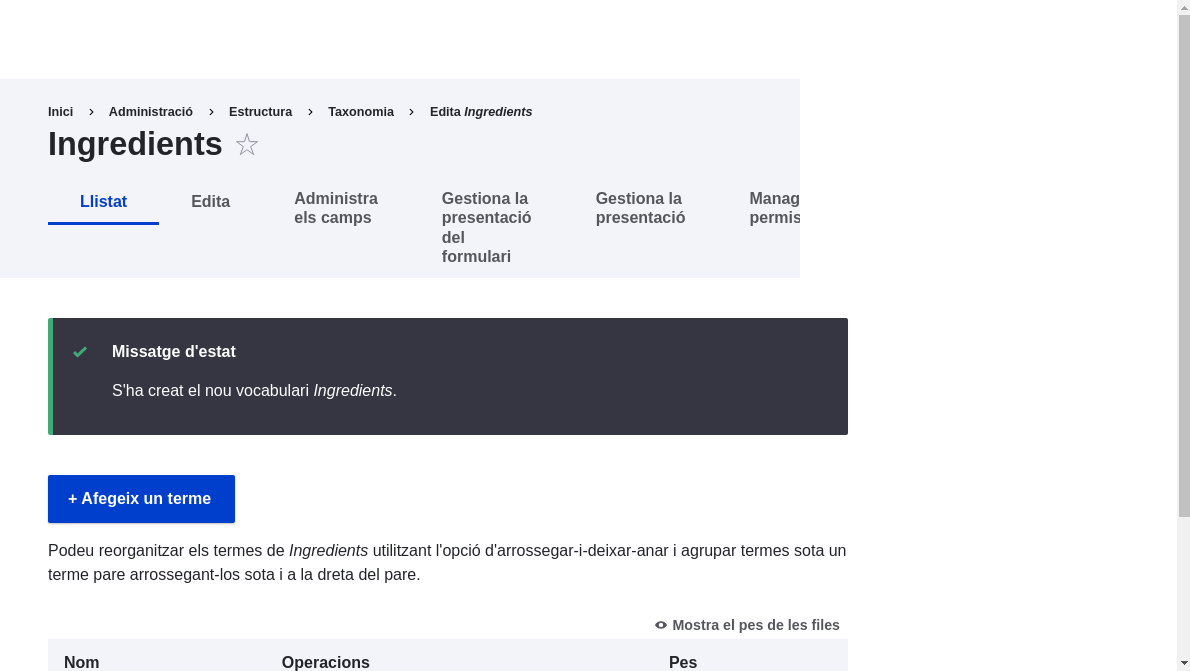 Inici › Administració › Estructura › Taxonomia › Edita Ingredients
Ingredients ☆
Llistat
Edita
Administra
els camps
Gestiona la
presentació
del
formulari
Gestiona la
presentació
Manag
permis
Missatge d'estat
S'ha creat el nou vocabulari Ingredients.
+ Afegeix un terme
Podeu reorganitzar els termes de Ingredients utilitzant l'opció d'arrossegar-i-deixar-anar i agrupar termes sota un
terme pare arrossegant-los sota i a la dreta del pare.
Mostra el pes de les files
Nom Operacions Pes